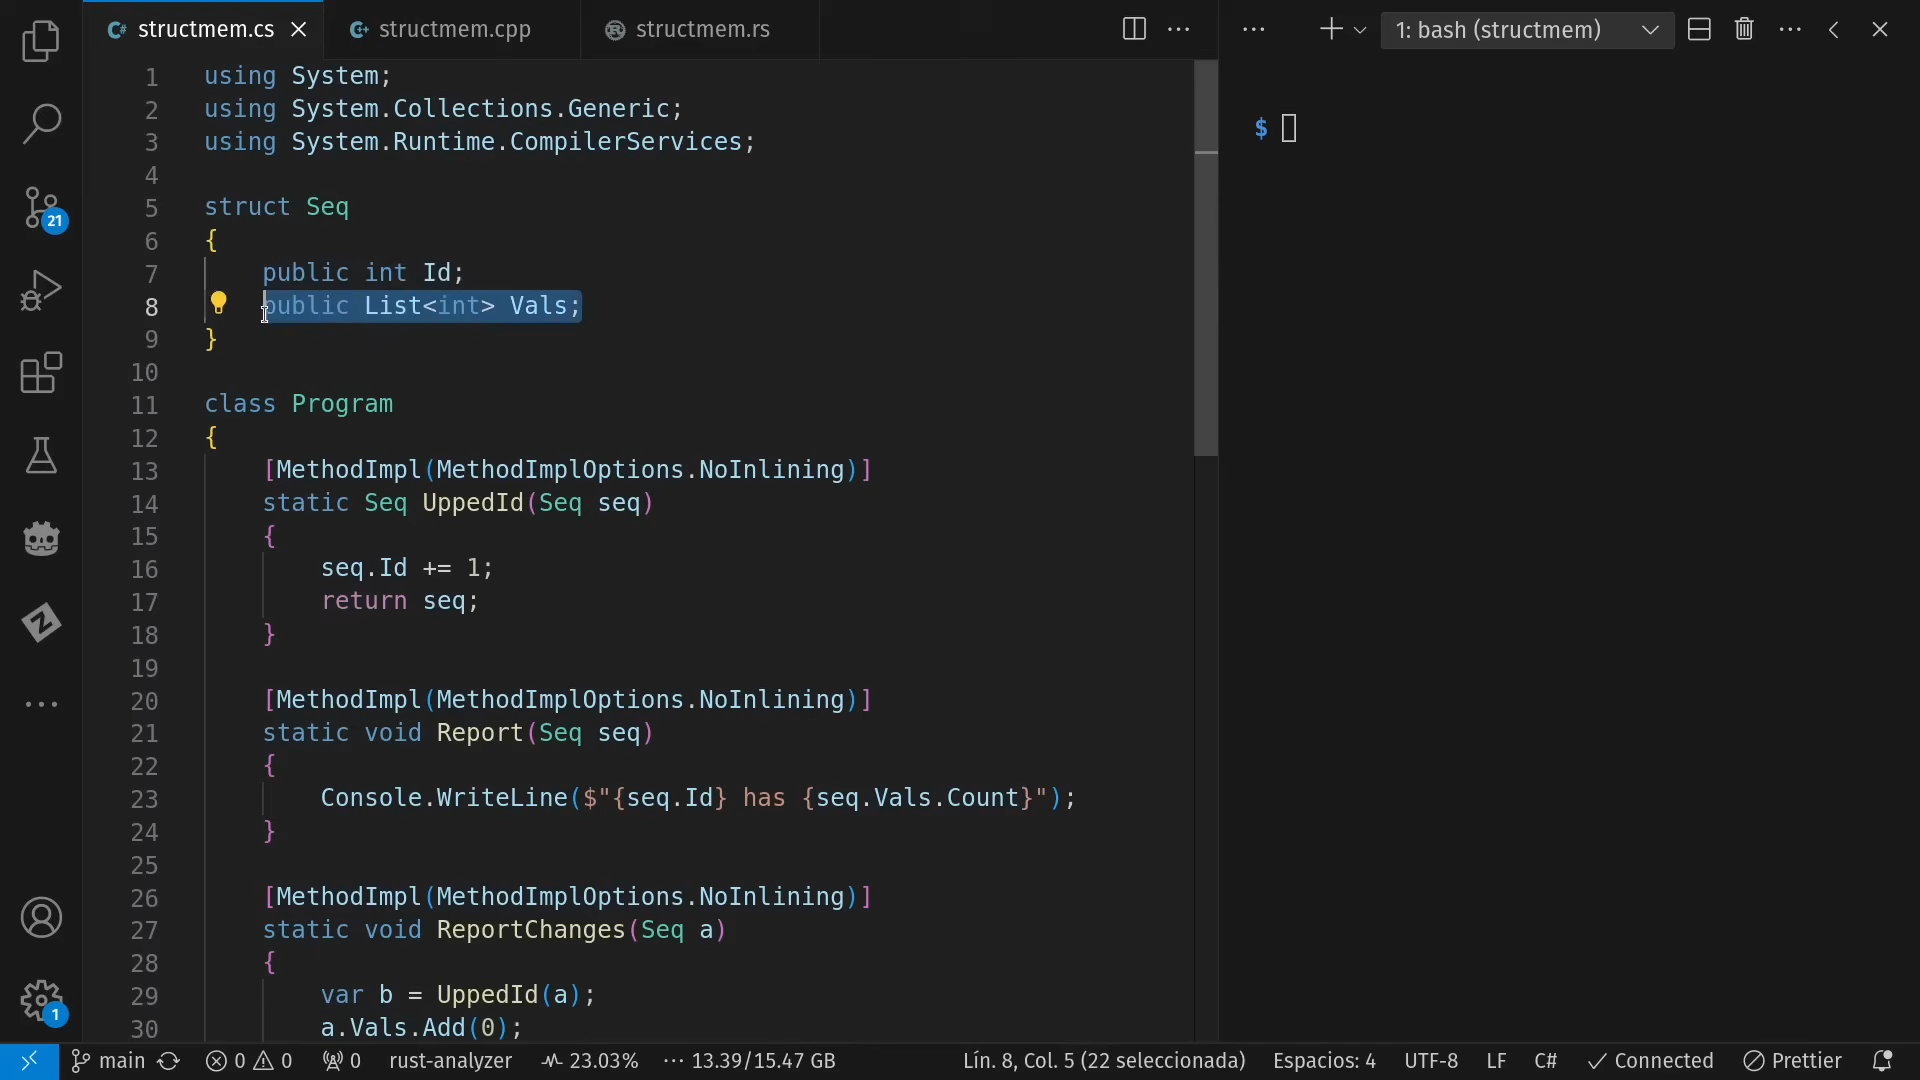 structmem.cs
structmem.cpp
structmem.rs
1: bash (structmem)
1 using System;
2 using System.Collections.Generic;
3 using System.Runtime.CompilerServices;
4
5 struct Seq
6 {
7 public int Id;
8 public List<int> Vals;
9 }
10
11 class Program
12 {
13 [MethodImpl(MethodImplOptions.NoInlining)]
14 static Seq UppedId(Seq seq)
15 {
16 seq.Id += 1;
17 return seq;
18 }
19
20 [MethodImpl(MethodImplOptions.NoInlining)]
21 static void Report(Seq seq)
22 {
23 Console.WriteLine($"{seq.Id} has {seq.Vals.Count}");
24 }
25
26 [MethodImpl(MethodImplOptions.NoInlining)]
27 static void ReportChanges(Seq a)
28 {
29 var b = UppedId(a);
30 a.Vals.Add(0);
$
21
1
main 0 0 0 rust-analyzer 23.03% 13.39/15.47 GB Lín. 8, Col. 5 (22 seleccionada) Espacios: 4 UTF-8 LF C# Connected Prettier